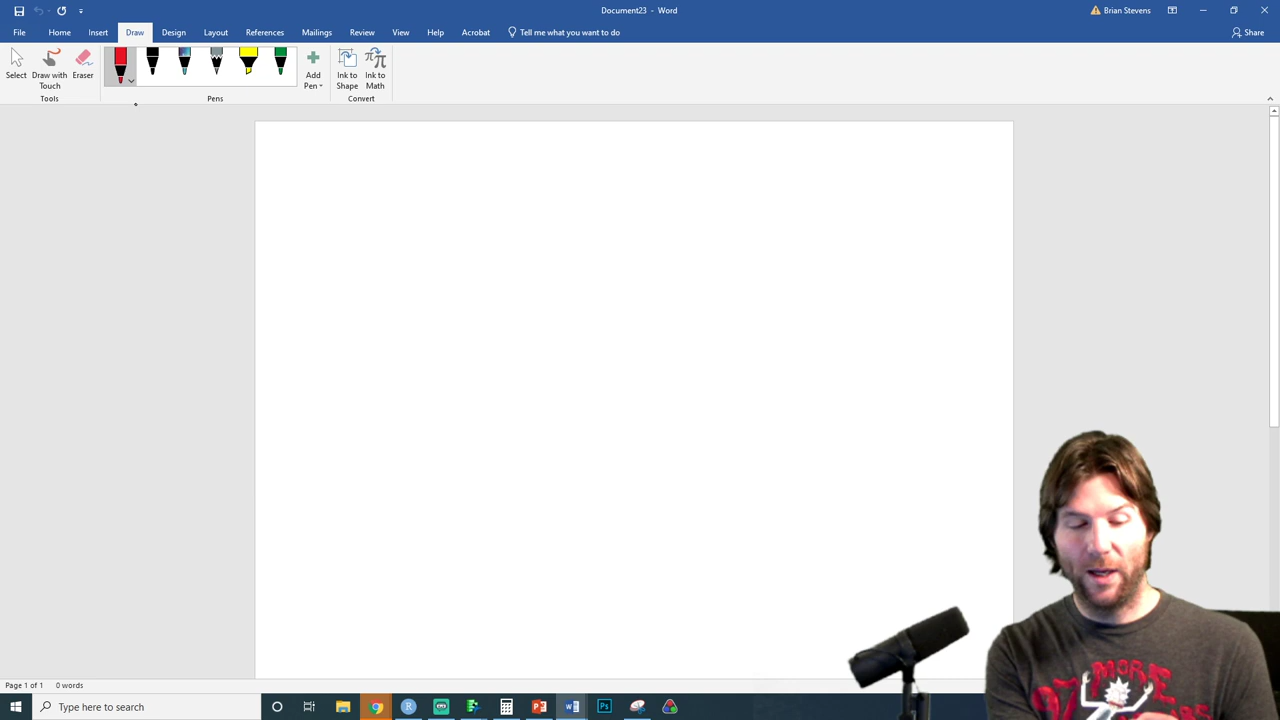 Document23 - Word
Brian Stevens
File Home Insert Draw Design Layout References Mailings Review View Help Acrobat Tell me what you want to do Share
Select
Draw with Touch
Eraser
Add Pen
Ink to Shape
Ink to Math
Tools Pens Convert
MORE
Page 1 of 1 0 words
Type here to search